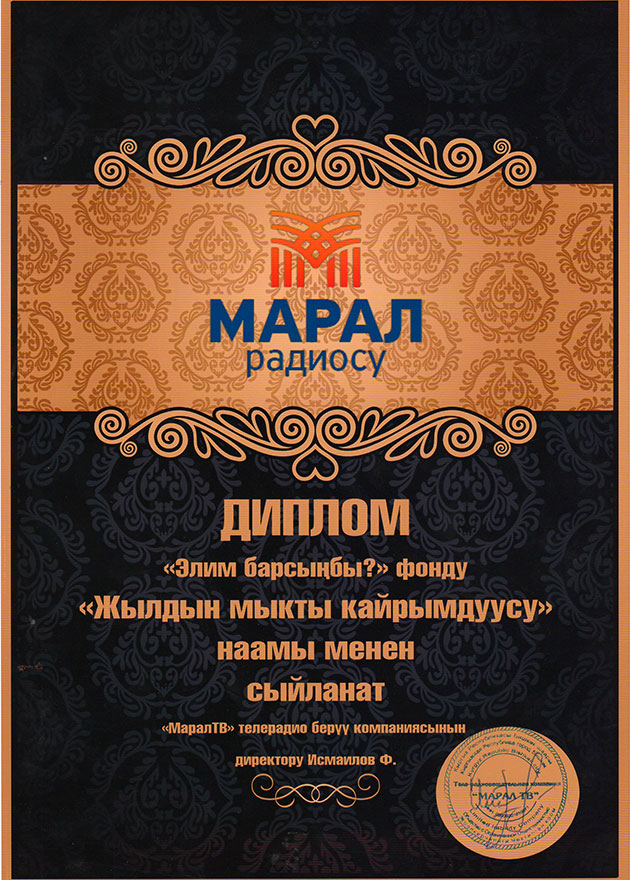 МАРАЛ
радиосу
ДИПЛОМ
«Элим барсыңбы?» фонду
«Жылдын мыкты кайрымдуусу»
наамы менен
сыйланат
«МаралТВ» телерадио берүү компаниясынын
директору Исмаилов Ф.
"МАРАЛ ТВ"